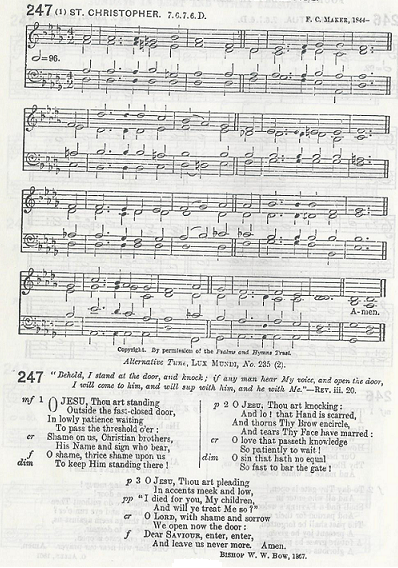 247 (1) ST. CHRISTOPHER. 7.6.7.6.D. F. C. MAKER, 1844–
=96.
A-men.
Copyright. By permission of the Psalms and Hymns Trust.
Alternative Tune, LUX MUNDI, No. 235 (2).
247 "Behold, I stand at the door, and knock; if any man hear My voice, and open the door,
I will come to him, and will sup with him, and he with Me."—REV. iii. 20.
mf 1 O JESU, Thou art standing
Outside the fast-closed door,
In lowly patience waiting
To pass the threshold o'er:
cr Shame on us, Christian brothers,
His Name and sign who bear,
f O shame, thrice shame upon us
dim To keep Him standing there!
p 2 O JESU, Thou art knocking:
And lo! that Hand is scarred,
And thorns Thy Brow encircle,
And tears Thy Face have marred:
cr O love that passeth knowledge
So patiently to wait!
dim O sin that hath no equal
So fast to bar the gate!
p 3 O JESU, Thou art pleading
In accents meek and low,
pp "I died for you, My children,
And will ye treat Me so?"
cr O LORD, with shame and sorrow
We open now the door:
f Dear SAVIOUR, enter, enter,
And leave us never more. Amen.
BISHOP W. W. HOW, 1867.